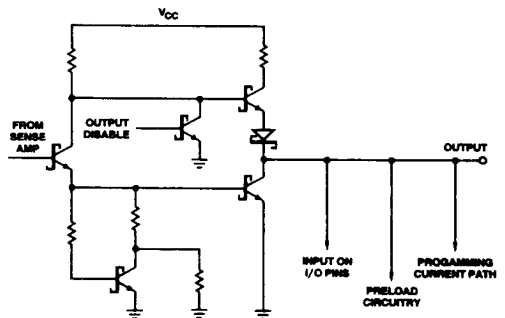 VCC
FROM
SENSE
AMP
OUTPUT
DISABLE
OUTPUT
INPUT ON
I/O PINS
PRELOAD
CIRCUITRY
PROGAMMING
CURRENT PATH